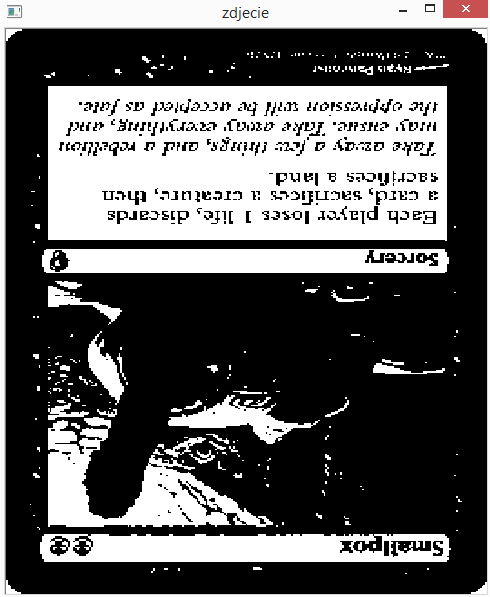 zdjecie
Smallpox
Sorcery
Each player loses 1 life, discards
a card, sacrifices a creature, then
sacrifices a land.
Take away a few things, and a rebellion
may ensue. Take away everything, and
the oppression will be accepted as fate.
Ryan Pancoast